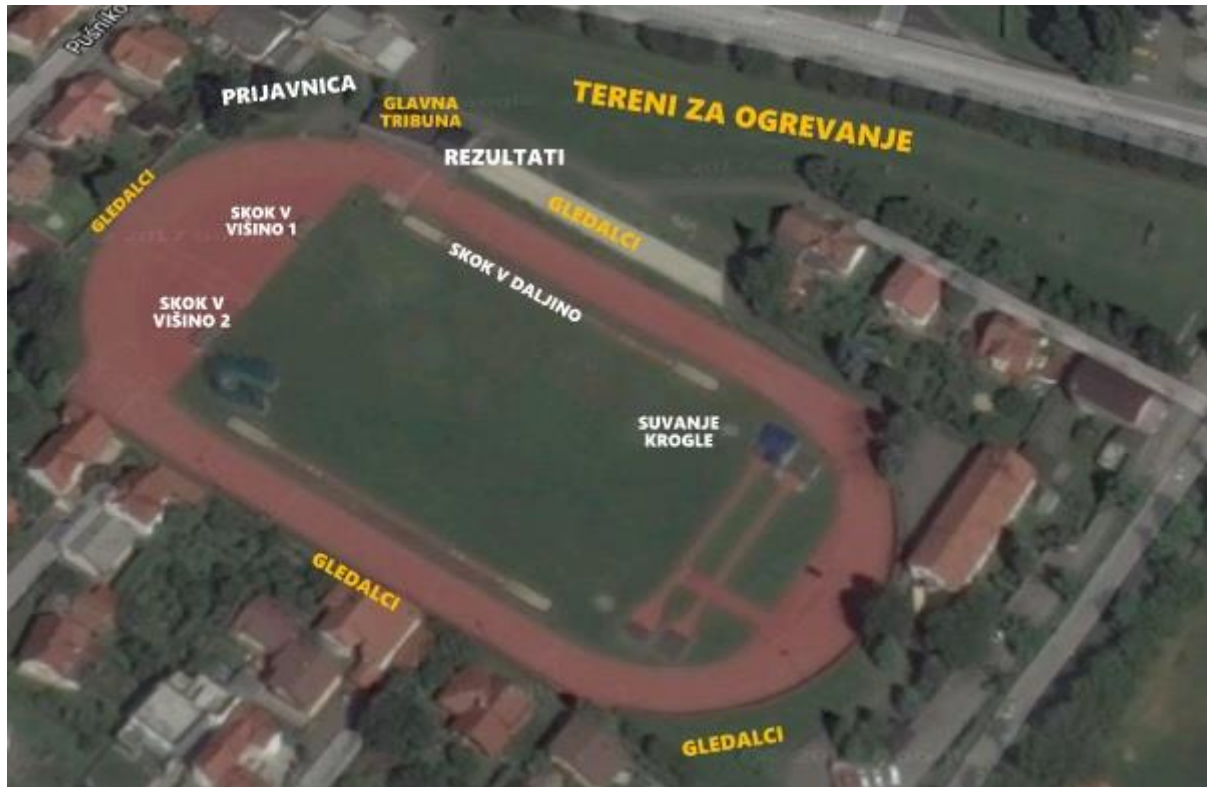 Pušniko
PRIJAVNICA
GLAVNA
TRIBUNA
TERENI ZA OGREVANJE
REZULTATI
GLEDALCI
GLEDALCI
SKOK V
VIŠINO 1
SKOK V DALJINO
SKOK V
VIŠINO 2
SUVANJE
KROGLE
GLEDALCI
GLEDALCI